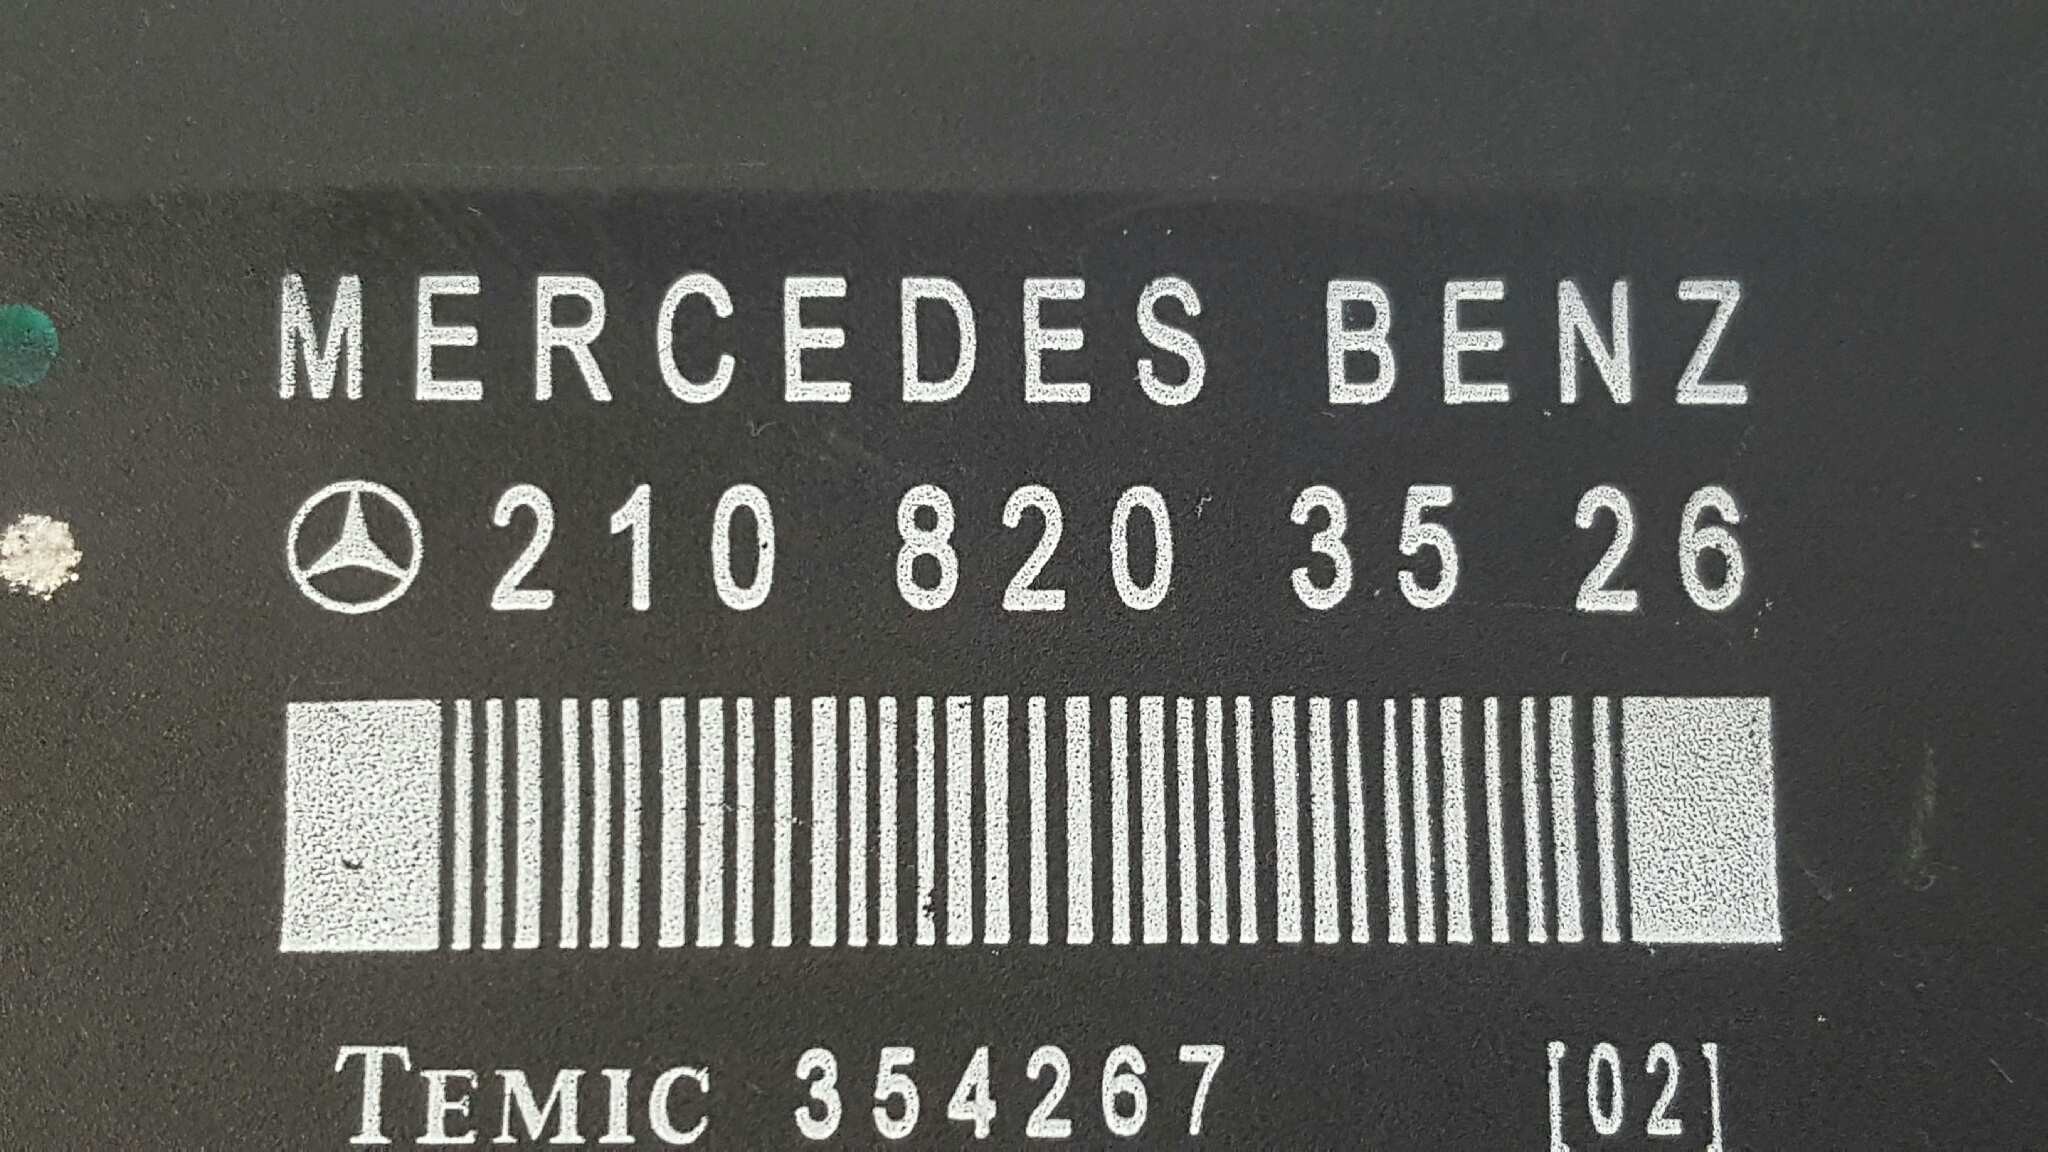 MERCEDES BENZ
210 820 35 26
TEMIC 354267 [02]